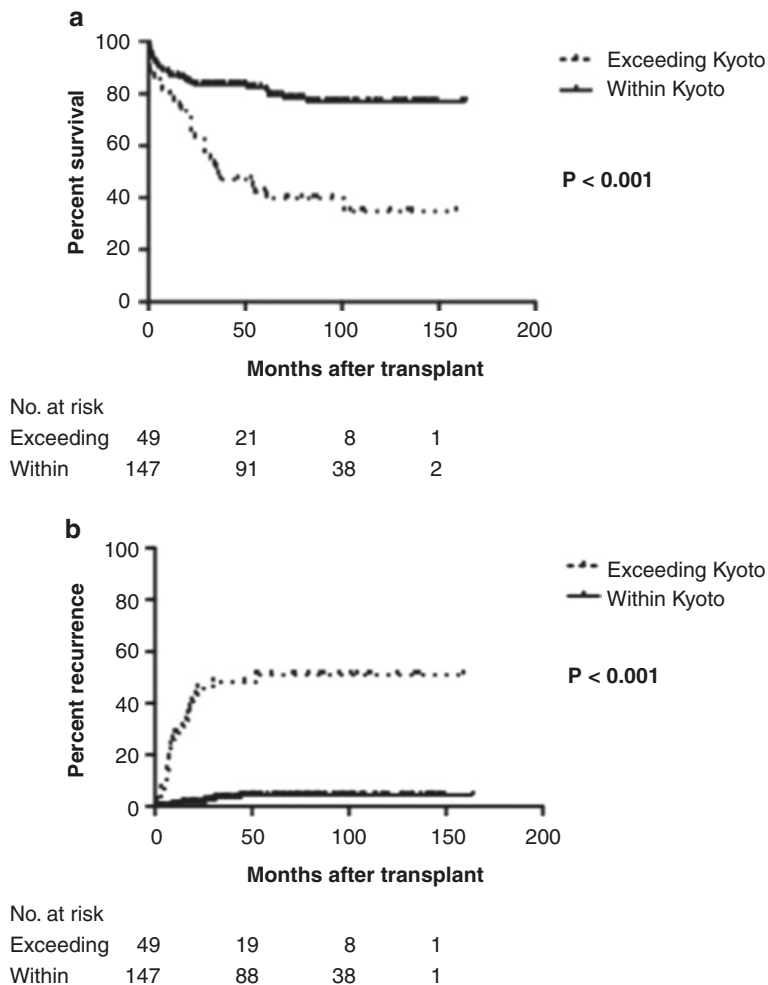 a
100
80
60
40
20
0
Percent survival
0 50 100 150 200
Months after transplant
Exceeding Kyoto
Within Kyoto
P < 0.001
No. at risk
Exceeding 49 21 8 1
Within 147 91 38 2
b
100
80
60
40
20
0
Percent recurrence
0 50 100 150 200
Months after transplant
Exceeding Kyoto
Within Kyoto
P < 0.001
No. at risk
Exceeding 49 19 8 1
Within 147 88 38 1